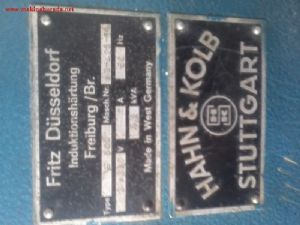 www.makinaburada.net
Fritz Düsseldorf
Induktionshärtung
Freiburg/Br.
Type
Masch.Nr.
V
A
Hz
kVA
Made in West Germany
HAHN & KOLB
STUTTGART